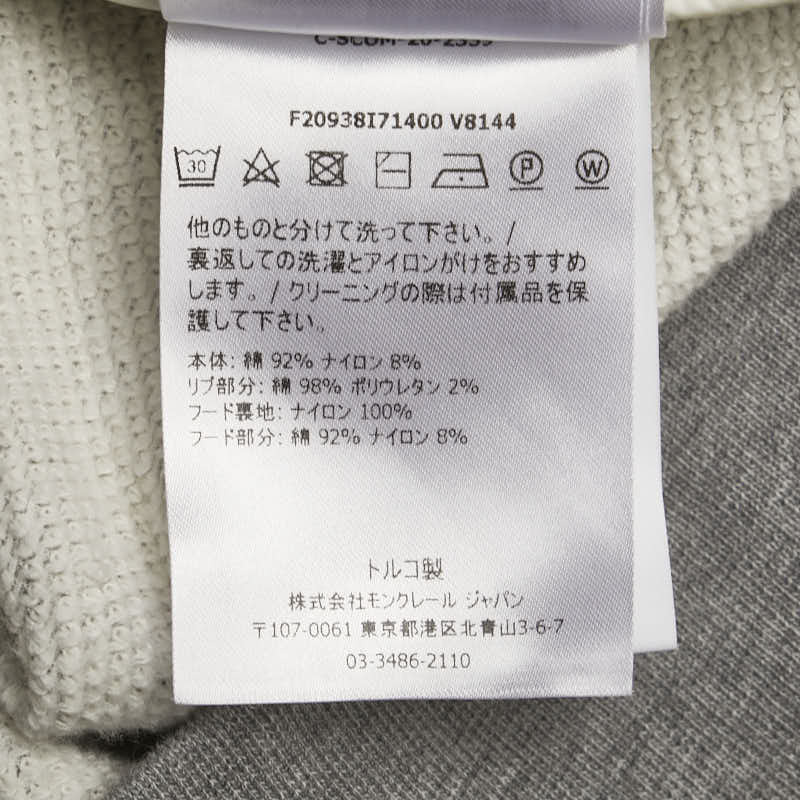 F20938I71400 V8144
30
P
W
他のものと分けて洗って下さい。/
裏返しての洗濯とアイロンがけをおすすめ
します。/ クリーニングの際は付属品を保
護して下さい。
本体: 綿 92% ナイロン 8%
リブ部分: 綿 98% ポリウレタン 2%
フード裏地: ナイロン 100%
フード部分: 綿 92% ナイロン 8%
トルコ製
株式会社モンクレール ジャパン
〒107-0061 東京都港区北青山3-6-7
03-3486-2110